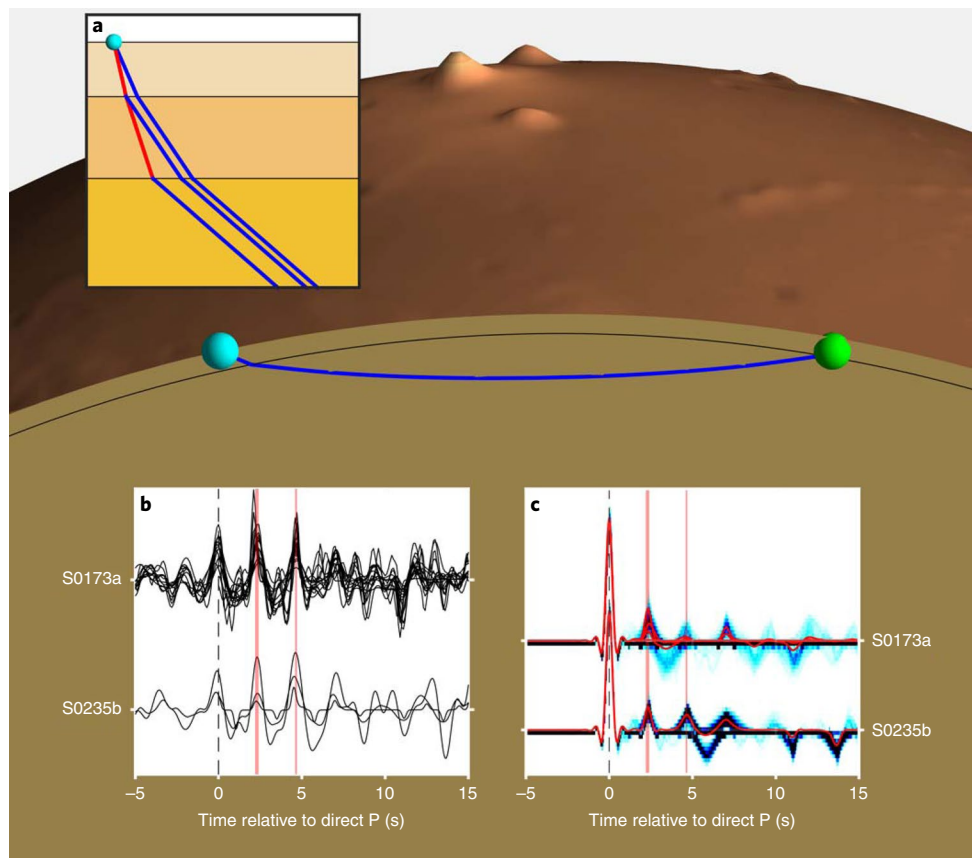 a
b
S0173a
S0235b
–5 0 5 10 15
Time relative to direct P (s)
c
S0173a
S0235b
–5 0 5 10 15
Time relative to direct P (s)